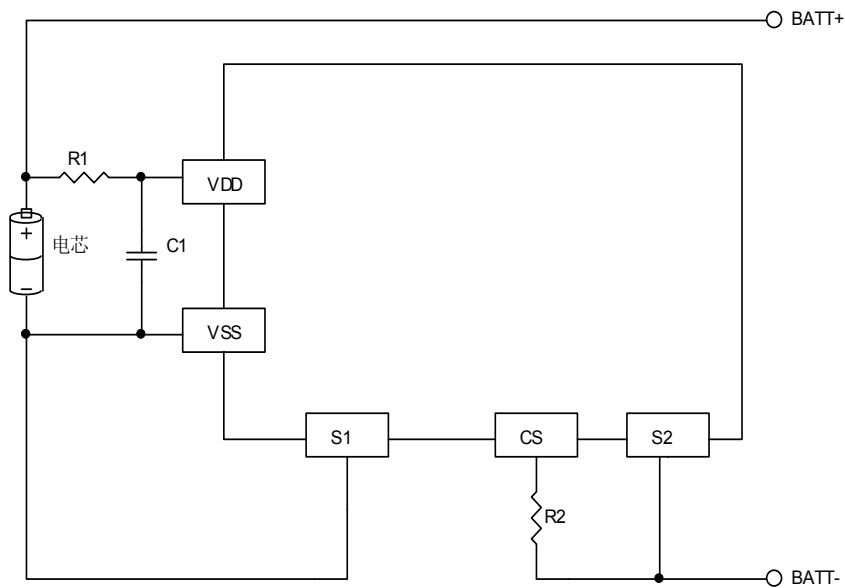 BATT+
R1
VDD
+
电芯
C1
−
VSS
S1
CS
S2
R2
BATT-